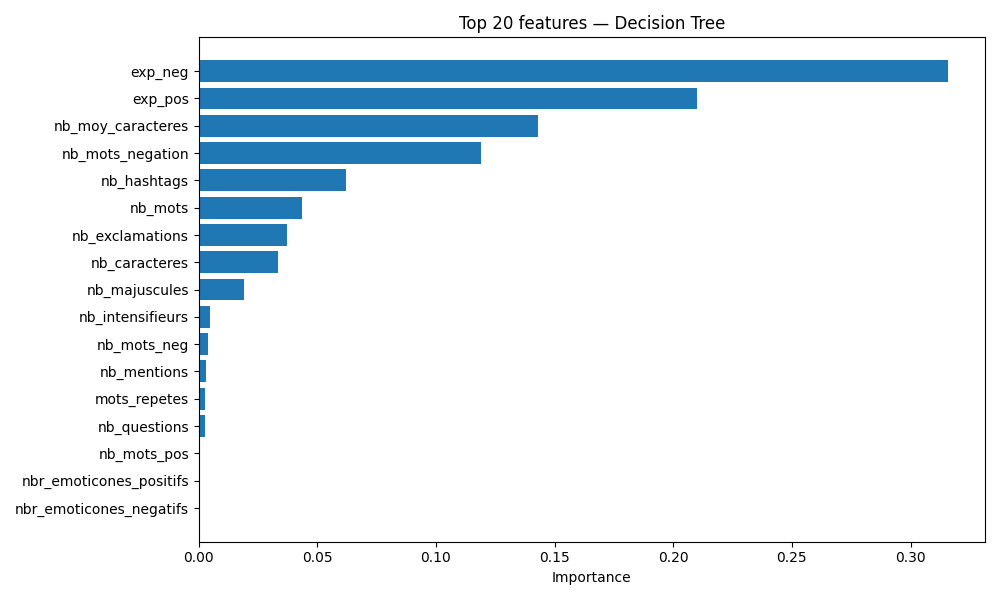 Top 20 features — Decision Tree
exp_neg
exp_pos
nb_moy_caracteres
nb_mots_negation
nb_hashtags
nb_mots
nb_exclamations
nb_caracteres
nb_majuscules
nb_intensifieurs
nb_mots_neg
nb_mentions
mots_repetes
nb_questions
nb_mots_pos
nbr_emoticones_positifs
nbr_emoticones_negatifs
0.00 0.05 0.10 0.15 0.20 0.25 0.30
Importance